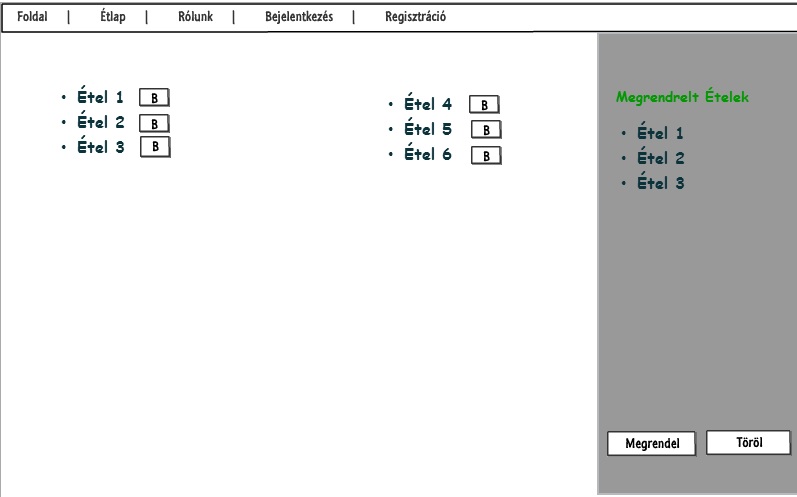 Foldal | Étlap | Rólunk | Bejelentkezés | Regisztráció
• Étel 1 B
• Étel 2 B
• Étel 3 B
• Étel 4 B
• Étel 5 B
• Étel 6 B
Megrendrelt Ételek
• Étel 1
• Étel 2
• Étel 3
Megrendel Töröl